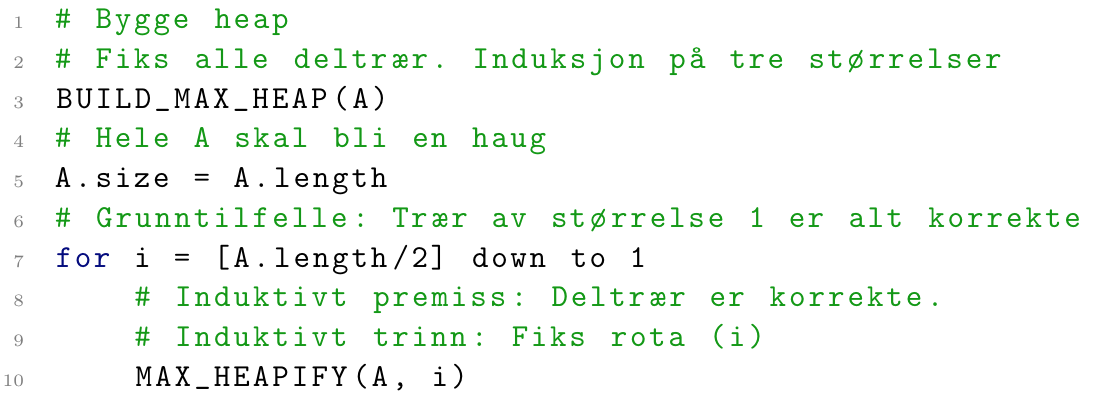 1 # Bygge heap
2 # Fiks alle deltrær. Induksjon på tre størrelser
3 BUILD_MAX_HEAP(A)
4 # Hele A skal bli en haug
5 A.size = A.length
6 # Grunntilfelle: Trær av størrelse 1 er alt korrekte
7 for i = [A.length/2] down to 1
8 # Induktivt premiss: Deltrær er korrekte.
9 # Induktivt trinn: Fiks rota (i)
10 MAX_HEAPIFY(A, i)